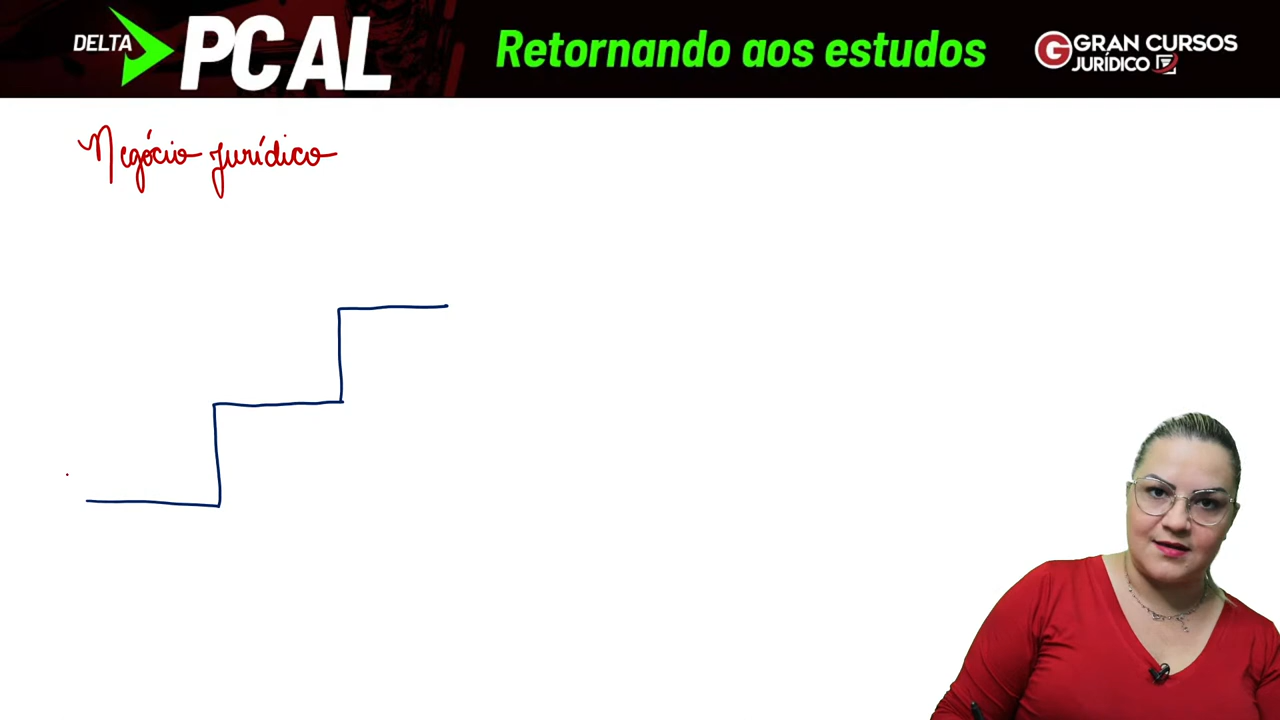 DELTA PC AL
Retornando aos estudos
GRAN CURSOS
JURÍDICO
Negócio jurídico